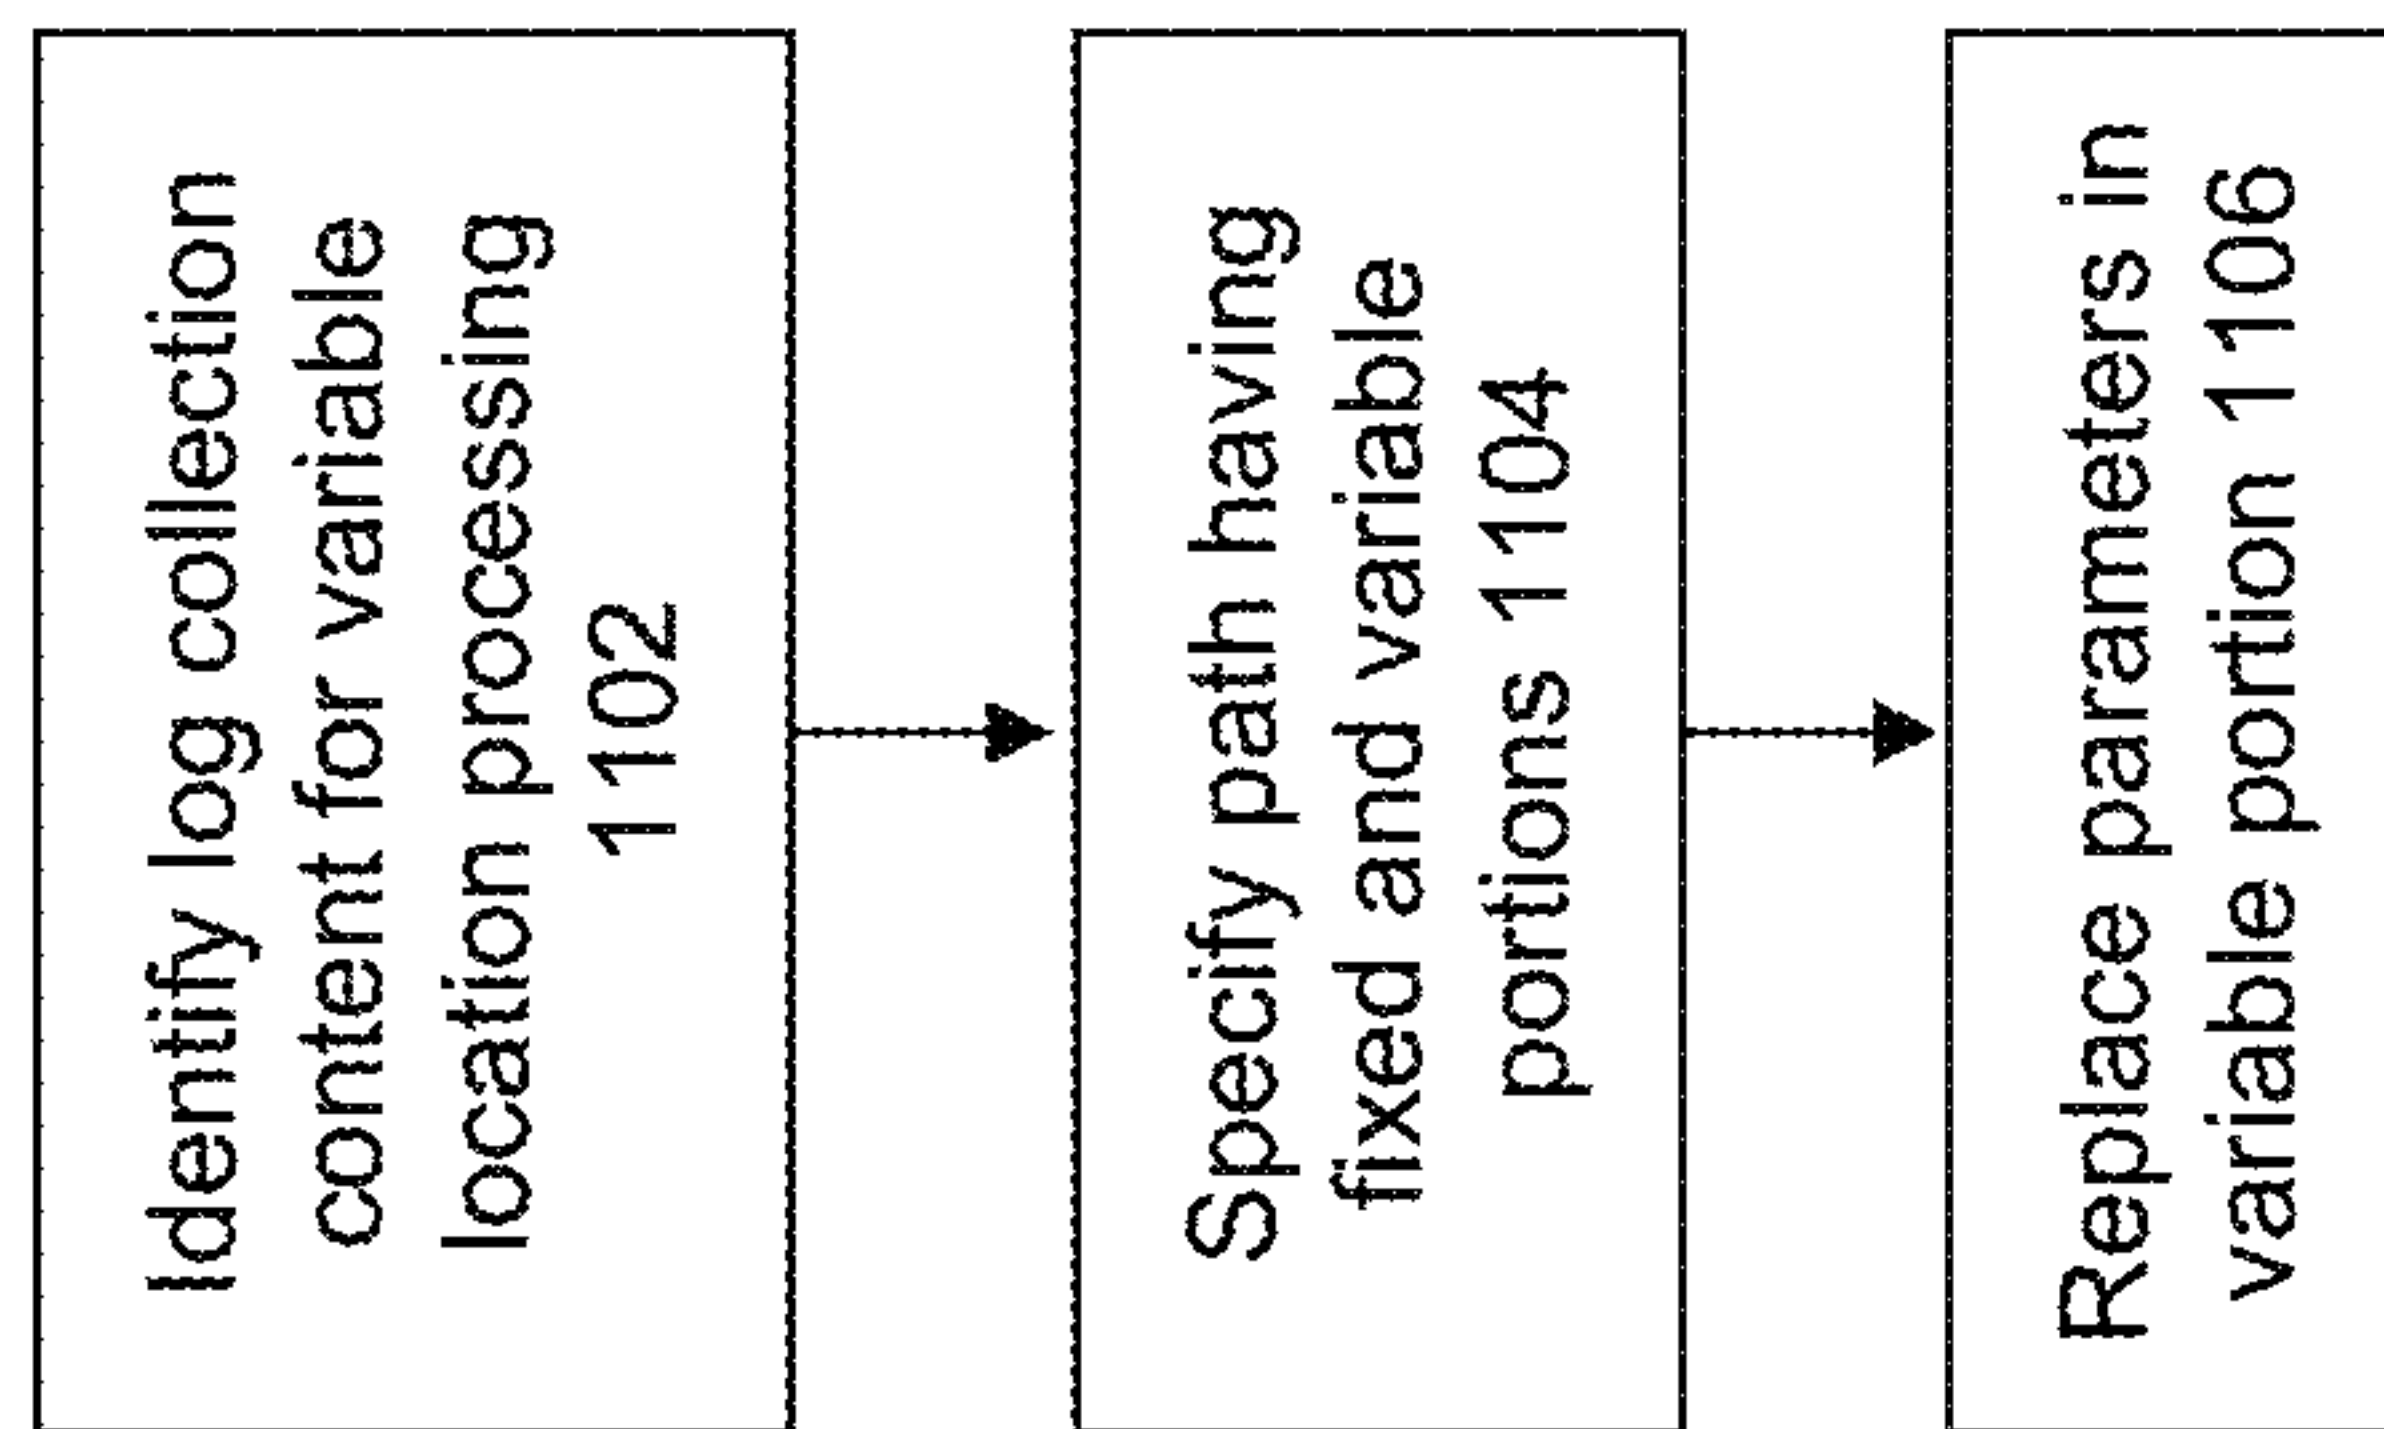 Identify log collection
content for variable
location processing
1102
Specify path having
fixed and variable
portions 1104
Replace parameters in
variable portion 1106